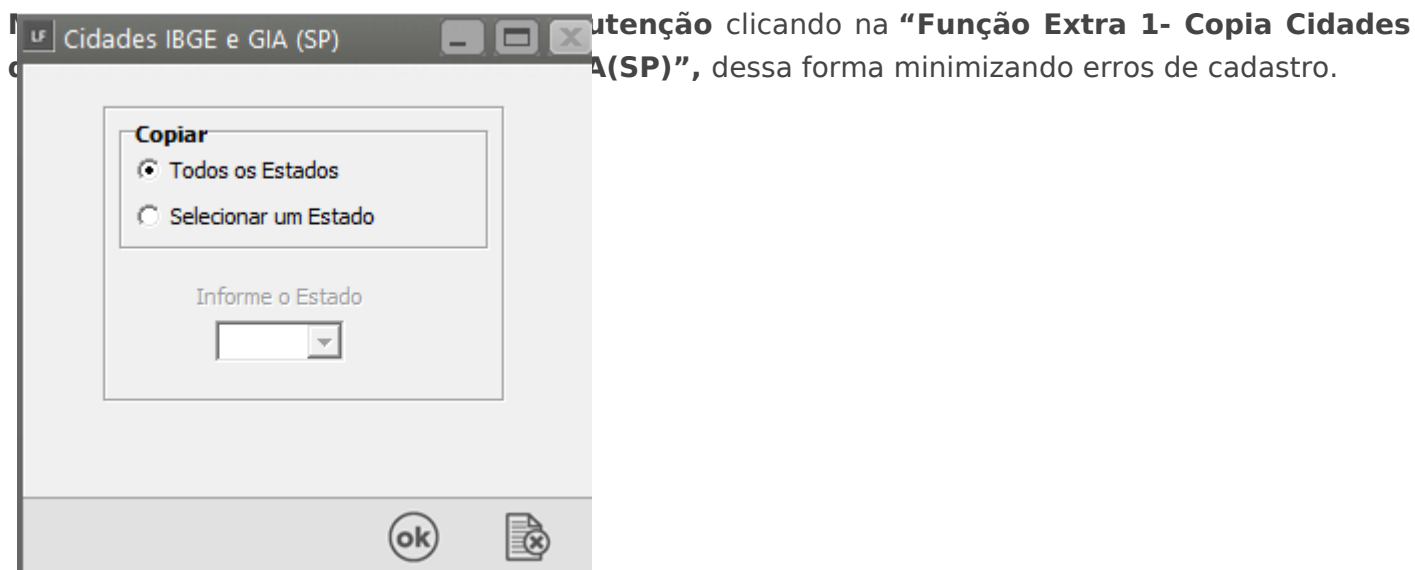 utenção clicando na “Função Extra 1- Copia Cidades
A(SP)”, dessa forma minimizando erros de cadastro.
LF Cidades IBGE e GIA (SP)
Copiar
Todos os Estados
Selecionar um Estado
Informe o Estado
ok